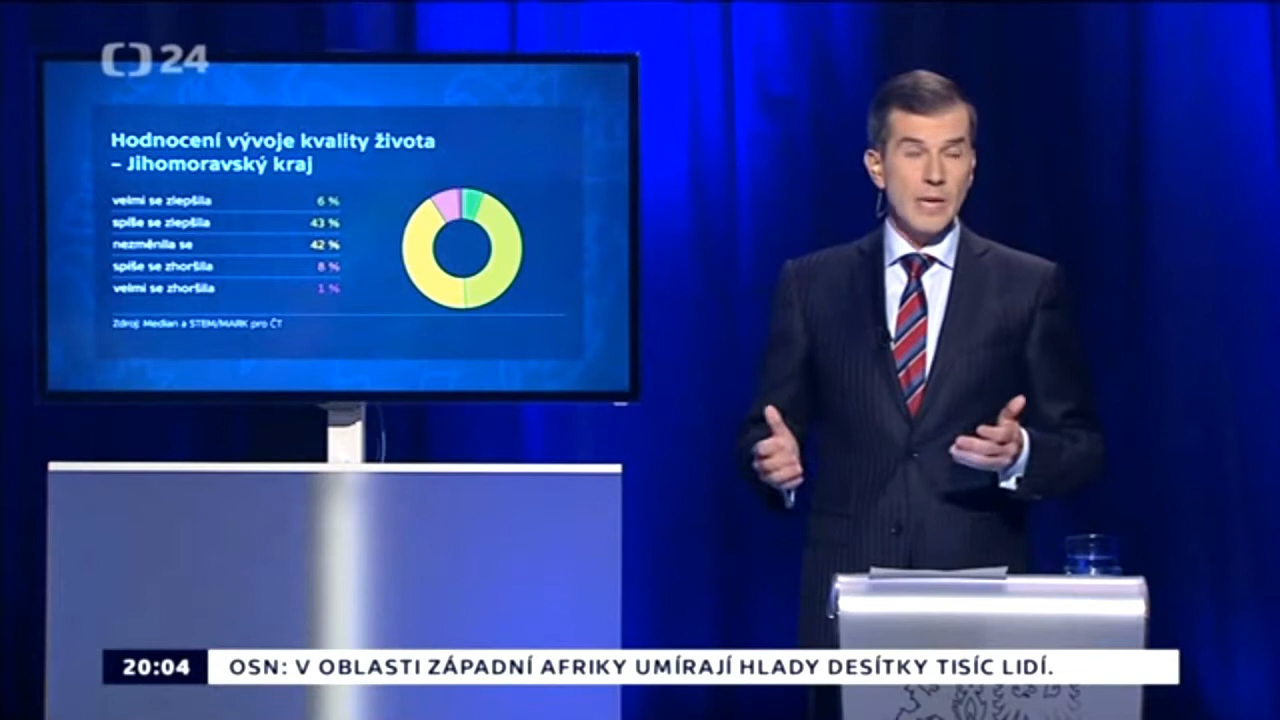 24
Hodnocení vývoje kvality života
– Jihomoravský kraj
velmi se zlepšila 6 %
spíše se zlepšila 43 %
nezměnila se 42 %
spíše se zhoršila 8 %
velmi se zhoršila 1 %
Zdroj: Median a STEM/MARK pro ČT
20:04 OSN: V OBLASTI ZÁPADNÍ AFRIKY UMÍRAJÍ HLADY DESÍTKY TISÍC LIDÍ.